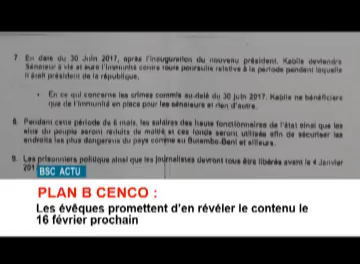 7. En date du 30 Juin 2017, après l'inauguration du nouveau président, Kabila deviendra
Sénateur à vie et aura l'immunité contre toute poursuite relative à la période pendant laquelle
il était président de la république.
En ce qui concerne les crimes commis au-delà du 30 juin 2017, Kabila ne bénéficiera
que de l'immunité en place pour les sénateurs et rien d'autre.
8. Pendant cette période de 6 mois, les salaires des hauts fonctionnaires de l'état ainsi que les
élus du peuple seront réduits de moitié et ces fonds seront utilisés afin de sécuriser les
endroits les plus dangereux du pays comme au Butembo-Beni et ailleurs.
9. Les prisonniers politique ainsi que les journalistes devront tous être libérés avant le 4 Janvier
201
BSC ACTU
PLAN B CENCO :
Les évêques promettent d'en révéler le contenu le
16 février prochain